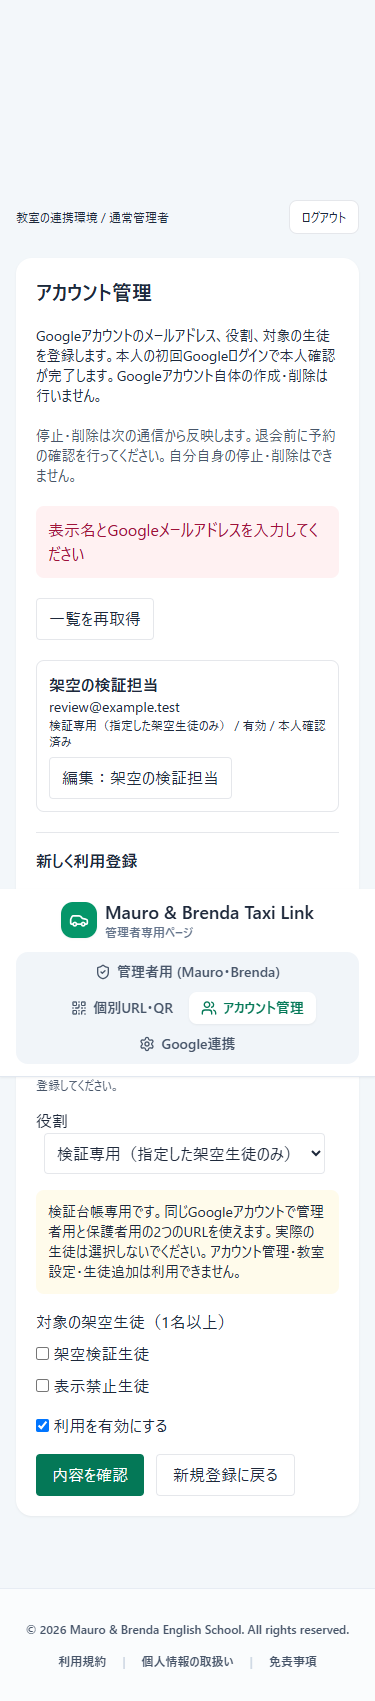 教室の連携環境 / 通常管理者
ログアウト
アカウント管理
Googleアカウントのメールアドレス、役割、対象の生徒
を登録します。本人の初回Googleログインで本人確認
が完了します。Googleアカウント自体の作成・削除は
行いません。
停止・削除は次の通信から反映します。退会前に予約
の確認を行ってください。自分自身の停止・削除はでき
ません。
表示名とGoogleメールアドレスを入力してく
ださい
一覧を再取得
架空の検証担当
review@example.test
検証専用（指定した架空生徒のみ） / 有効 / 本人確認
済み
編集：架空の検証担当
新しく利用登録
Mauro & Brenda Taxi Link
管理者専用ページ
管理者用 (Mauro・Brenda)
個別URL・QR
アカウント管理
Google連携
登録してください。
役割
検証専用（指定した架空生徒のみ）
検証台帳専用です。同じGoogleアカウントで管理
者用と保護者用の2つのURLを使えます。実際の
生徒は選択しないでください。アカウント管理・教室
設定・生徒追加は利用できません。
対象の架空生徒（1名以上）
架空検証生徒
表示禁止生徒
利用を有効にする
内容を確認
新規登録に戻る
© 2026 Mauro & Brenda English School. All rights reserved.
利用規約 | 個人情報の取扱い | 免責事項